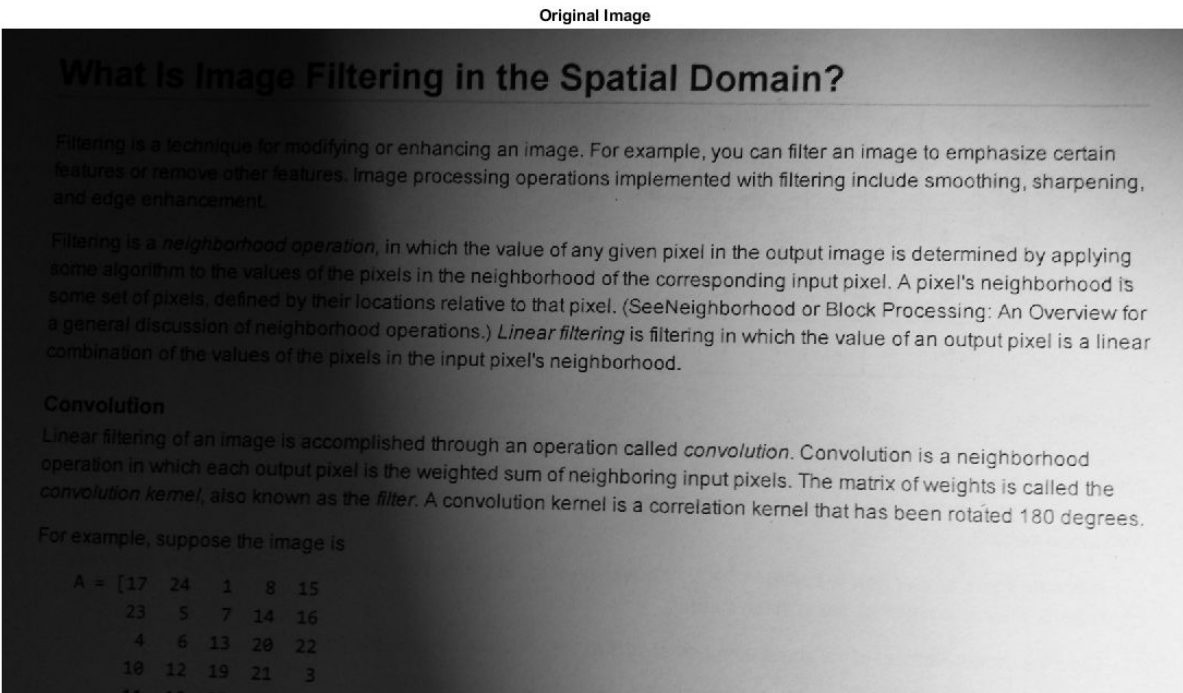 Original Image
What Is Image Filtering in the Spatial Domain?
Filtering is a technique for modifying or enhancing an image. For example, you can filter an image to emphasize certain
features or remove other features. Image processing operations implemented with filtering include smoothing, sharpening,
and edge enhancement.
Filtering is a neighborhood operation, in which the value of any given pixel in the output image is determined by applying
some algorithm to the values of the pixels in the neighborhood of the corresponding input pixel. A pixel's neighborhood is
some set of pixels, defined by their locations relative to that pixel. (SeeNeighborhood or Block Processing: An Overview for
a general discussion of neighborhood operations.) Linear filtering is filtering in which the value of an output pixel is a linear
combination of the values of the pixels in the input pixel's neighborhood.
Convolution
Linear filtering of an image is accomplished through an operation called convolution. Convolution is a neighborhood
operation in which each output pixel is the weighted sum of neighboring input pixels. The matrix of weights is called the
convolution kernel, also known as the filter. A convolution kernel is a correlation kernel that has been rotated 180 degrees.
For example, suppose the image is
A = [17 24 1 8 15
23 5 7 14 16
4 6 13 20 22
10 12 19 21 3